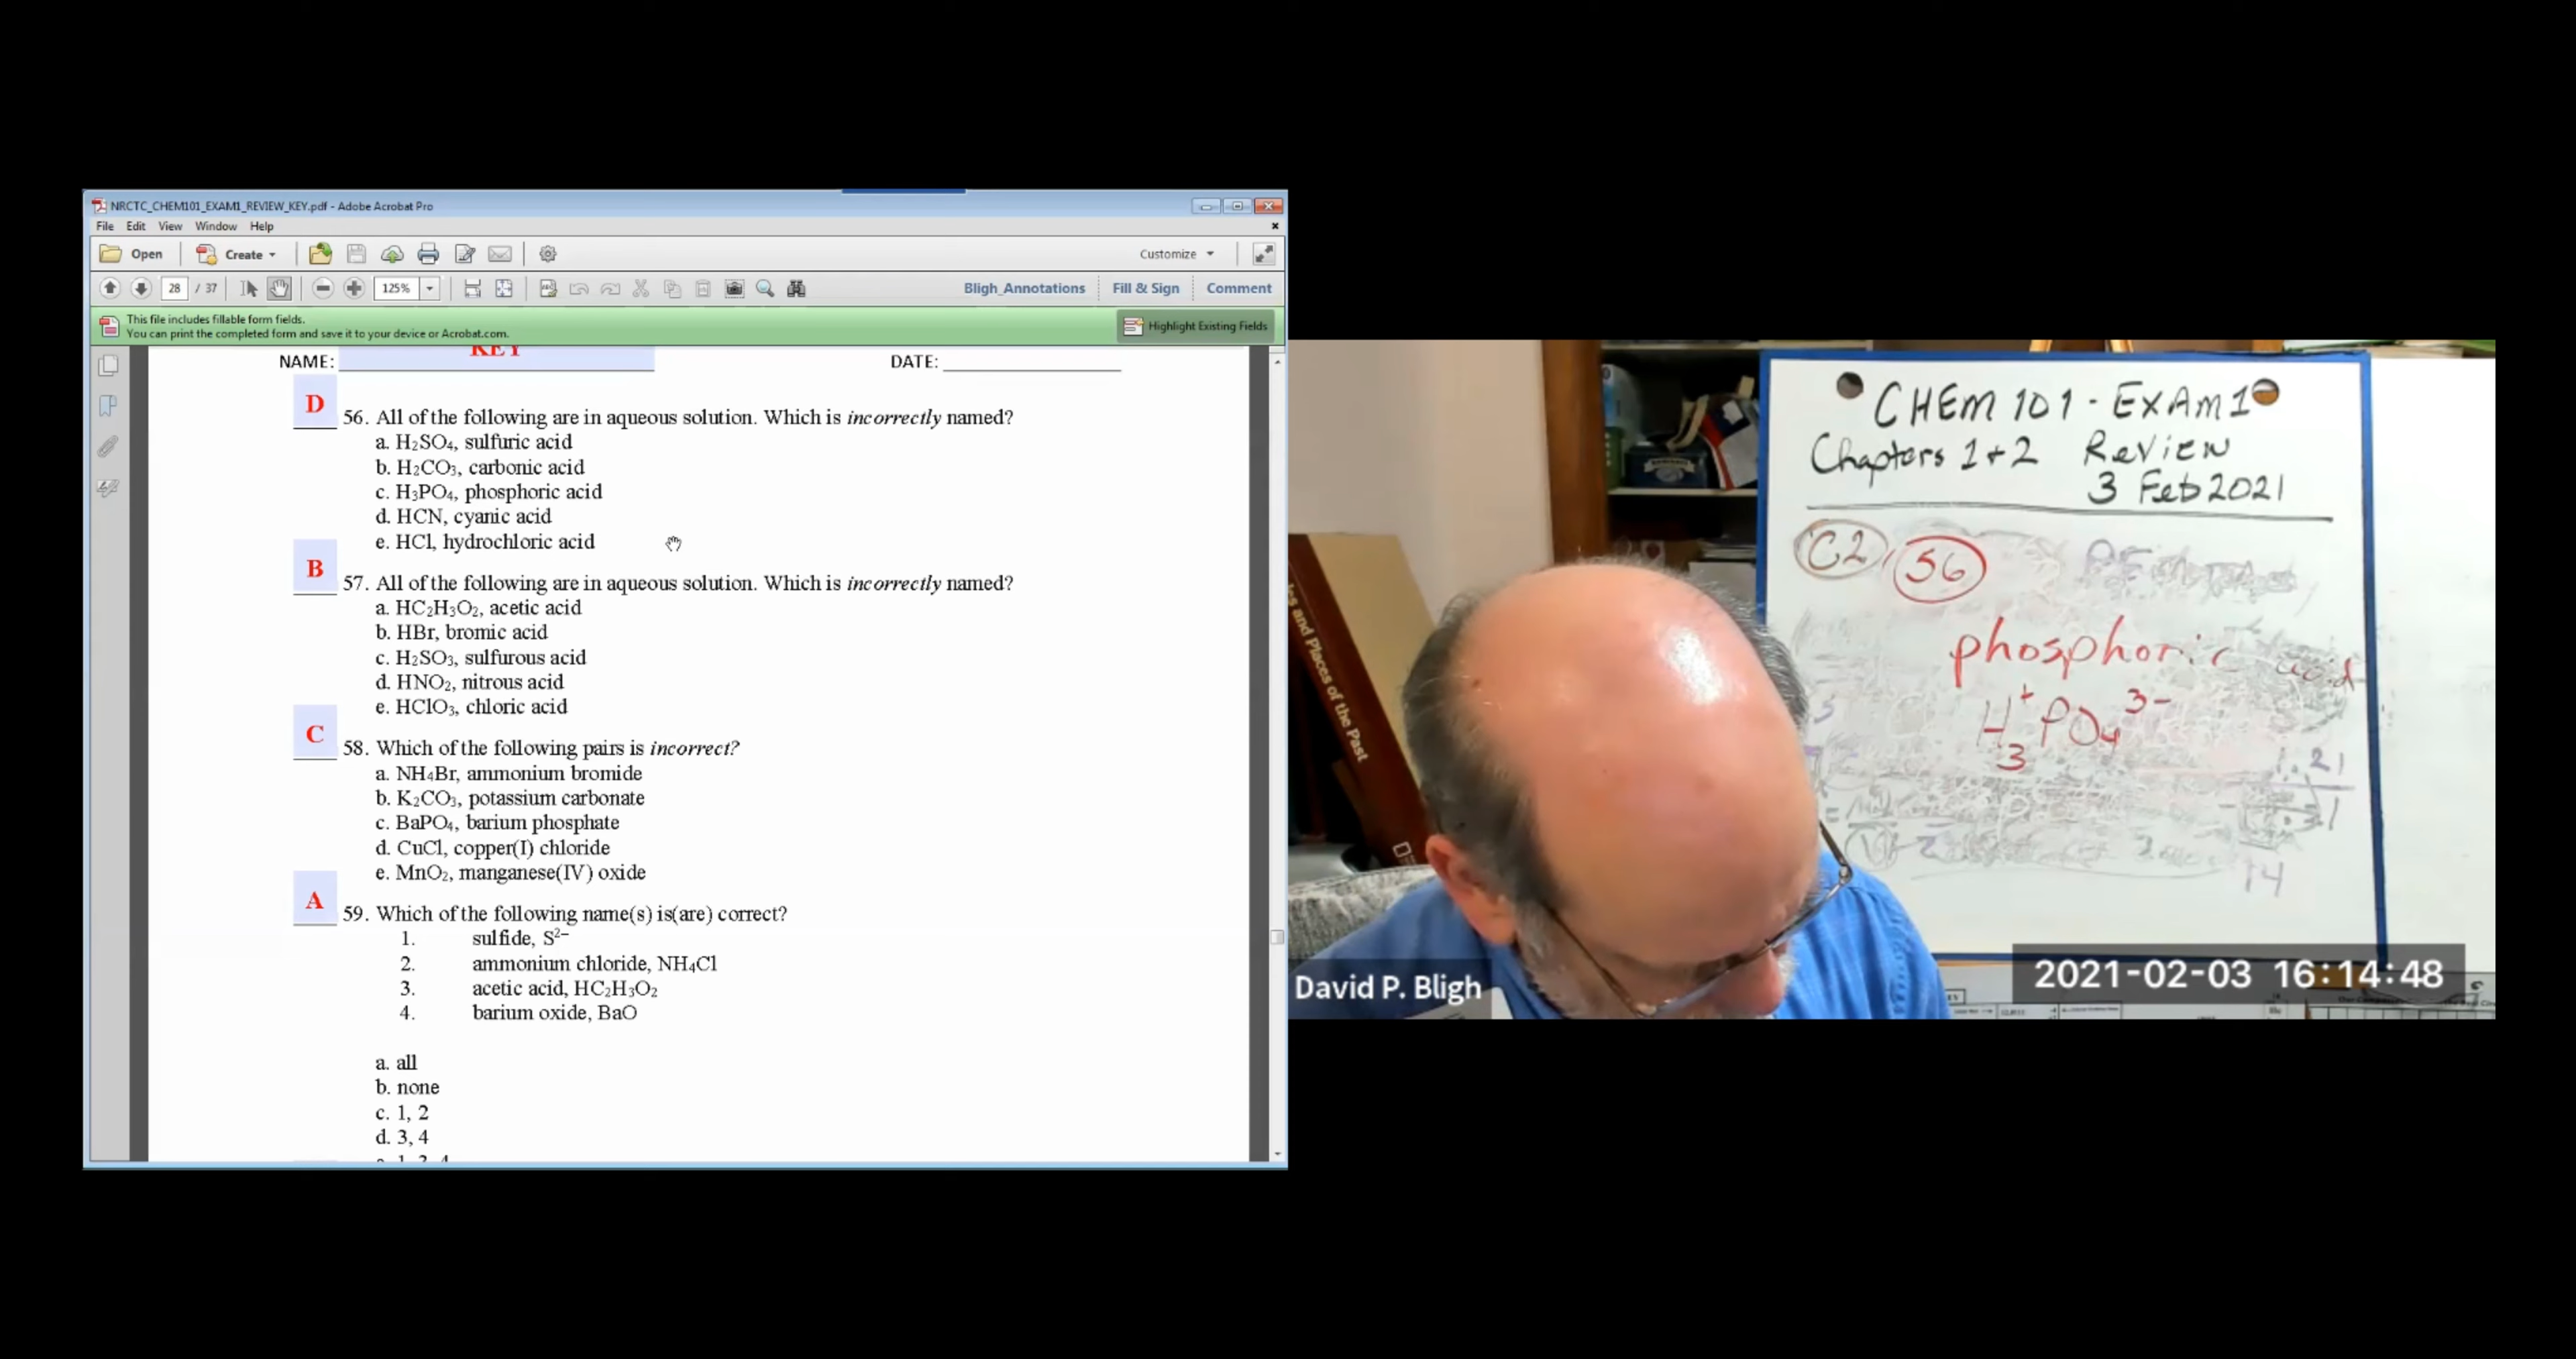 NRCTC_CHEM101_EXAM1_REVIEW_KEY.pdf - Adobe Acrobat Pro
File Edit View Window Help
Open Create Customize
28 / 37 125% Bligh_Annotations Fill & Sign Comment
This file includes fillable form fields.
You can print the completed form and save it to your device or Acrobat.com.
Highlight Existing Fields
KEY
NAME: DATE:
D
56. All of the following are in aqueous solution. Which is incorrectly named?
a. H₂SO₄, sulfuric acid
b. H₂CO₃, carbonic acid
c. H₃PO₄, phosphoric acid
d. HCN, cyanic acid
e. HCl, hydrochloric acid
B
57. All of the following are in aqueous solution. Which is incorrectly named?
a. HC₂H₃O₂, acetic acid
b. HBr, bromic acid
c. H₂SO₃, sulfurous acid
d. HNO₂, nitrous acid
e. HClO₃, chloric acid
C
58. Which of the following pairs is incorrect?
a. NH₄Br, ammonium bromide
b. K₂CO₃, potassium carbonate
c. BaPO₄, barium phosphate
d. CuCl, copper(I) chloride
e. MnO₂, manganese(IV) oxide
A
59. Which of the following name(s) is(are) correct?
1. sulfide, S²⁻
2. ammonium chloride, NH₄Cl
3. acetic acid, HC₂H₃O₂
4. barium oxide, BaO
a. all
b. none
c. 1, 2
d. 3, 4
CHEM 101 - EXAM 1
Chapters 1+2 Review
3 Feb 2021
C2, 56
phosphoric acid
H₃⁺PO₄³⁻
and Places of the Past
David P. Bligh
2021-02-03 16:14:48